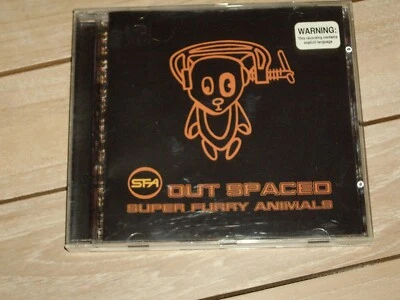 WARNING:
This recording contains
explicit language
SFA OUT SPACED
SUPER FURRY ANIMALS